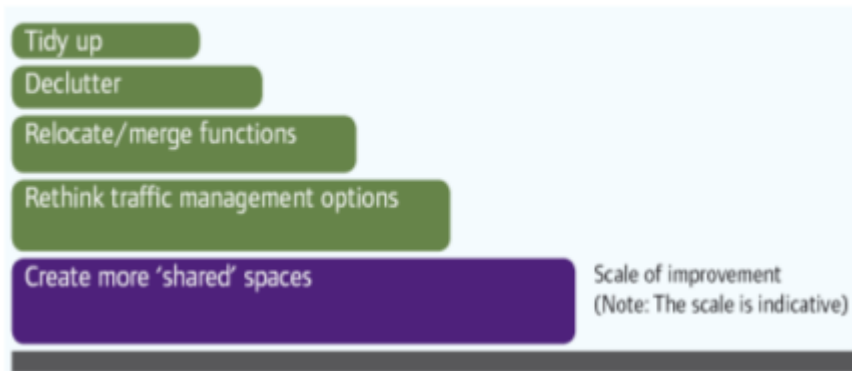 Tidy up
Declutter
Relocate/merge functions
Rethink traffic management options
Create more ‘shared’ spaces
Scale of improvement
(Note: The scale is indicative)